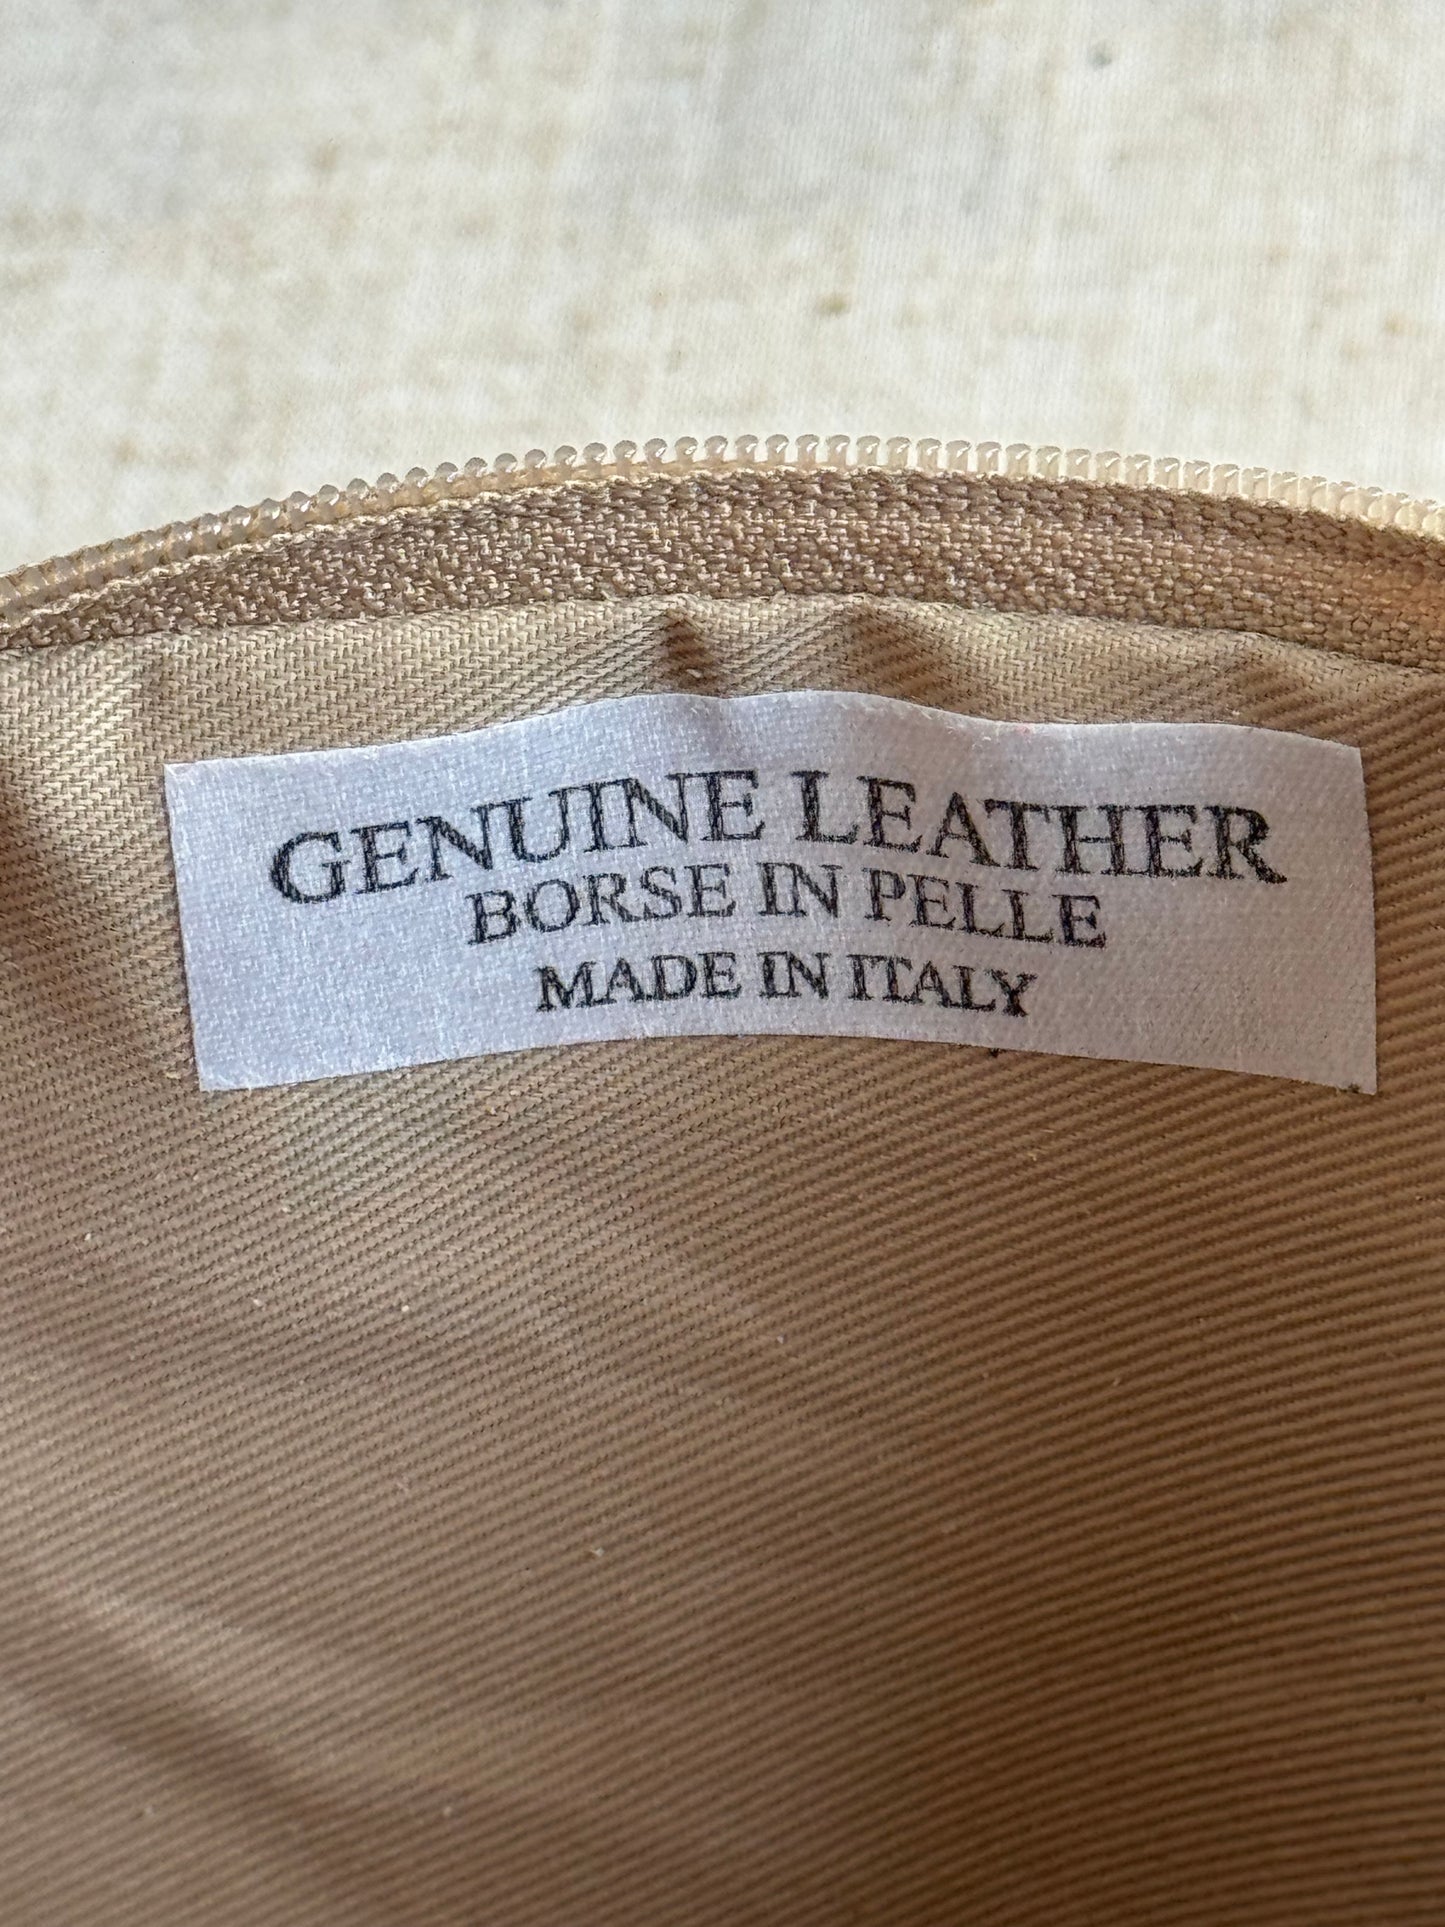 GENUINE LEATHER
BORSE IN PELLE
MADE IN ITALY